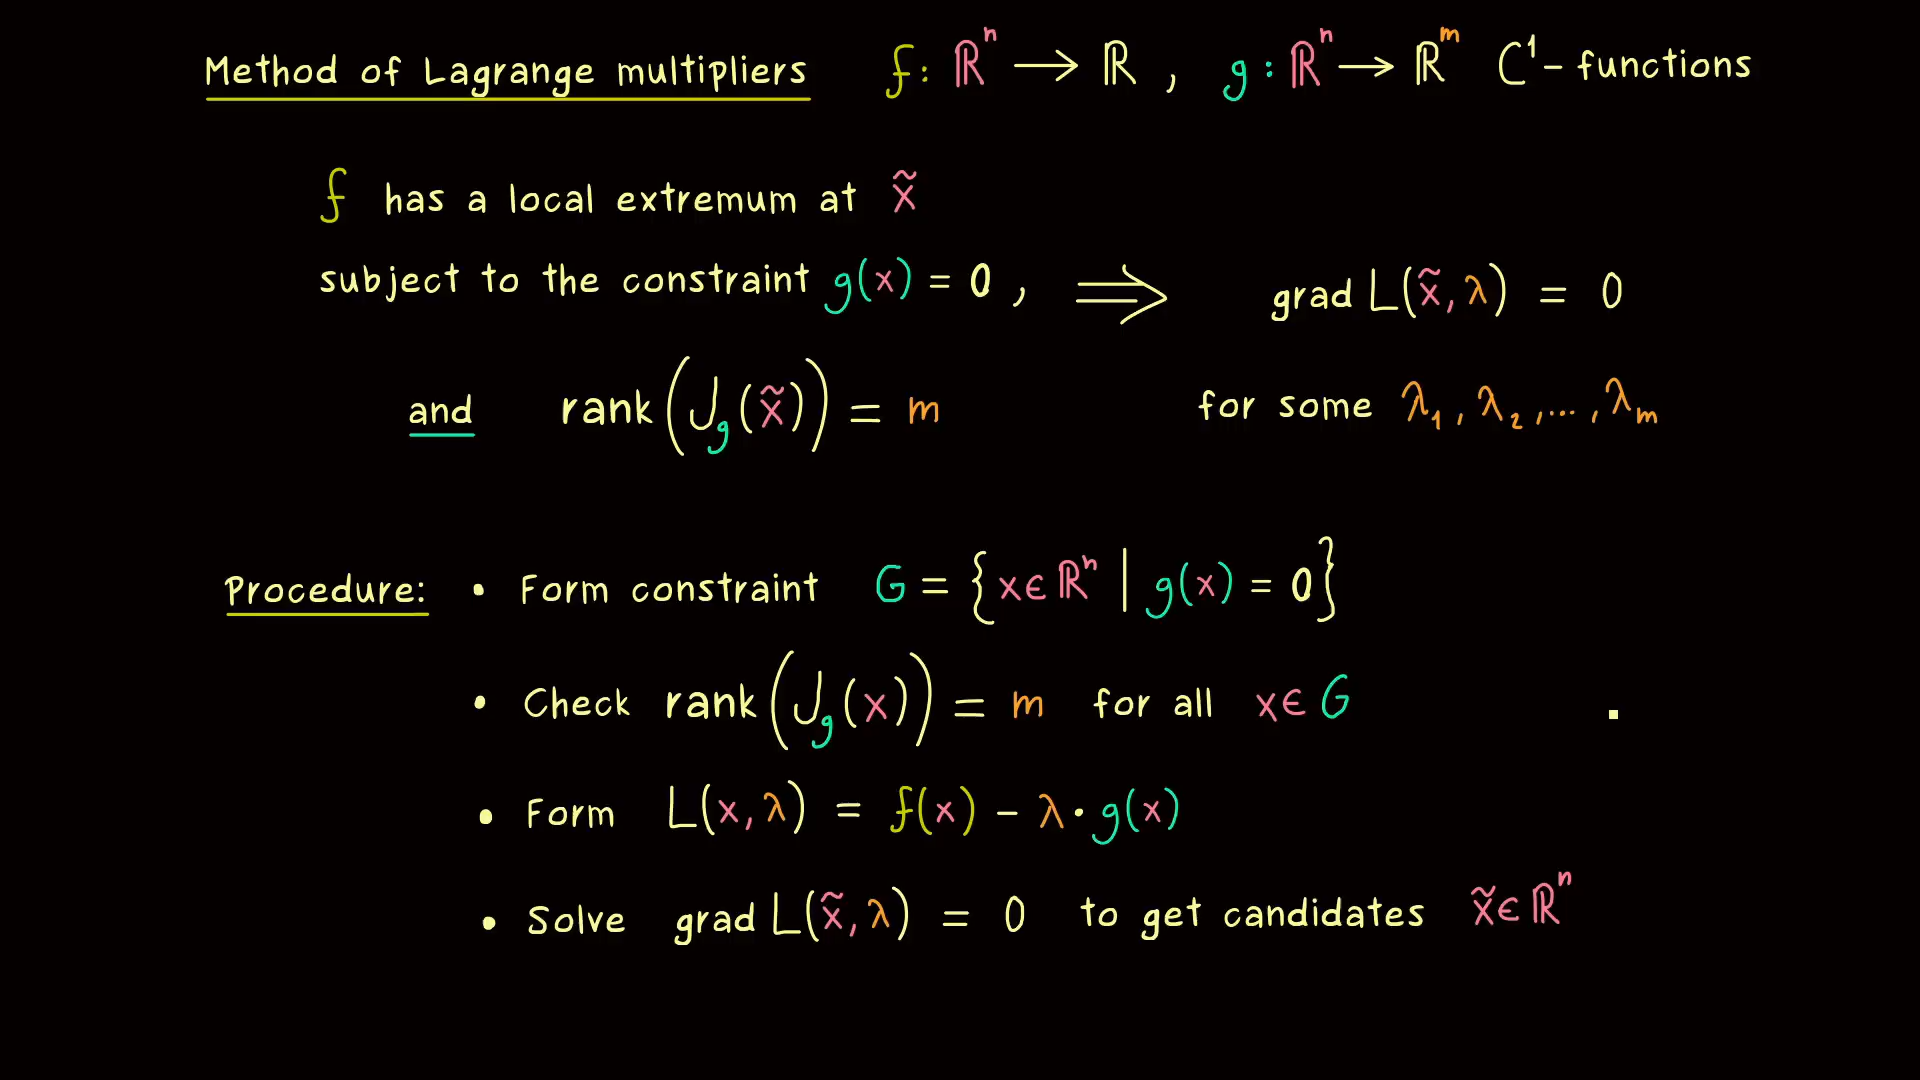 Method of Lagrange multipliers f: ℝⁿ ⟶ ℝ , g: ℝⁿ ⟶ ℝᵐ C¹-functions
f has a local extremum at x̃
subject to the constraint g(x) = 0 , ⟹ grad L(x̃, λ) = 0
and rank(J_g(x̃)) = m for some λ₁, λ₂, ..., λₘ
Procedure: • Form constraint G = {x ∈ ℝⁿ | g(x) = 0}
• Check rank(J_g(x)) = m for all x ∈ G
• Form L(x, λ) = f(x) − λ · g(x)
• Solve grad L(x̃, λ) = 0 to get candidates x̃ ∈ ℝⁿ